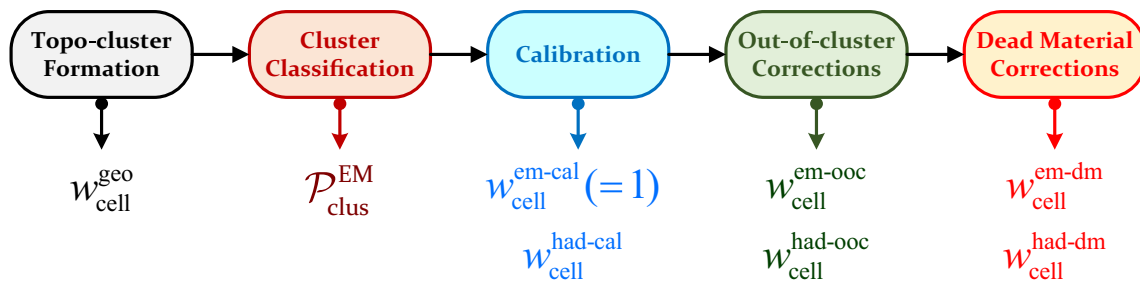 Topo-cluster
Formation
Cluster
Classification
Calibration
Out-of-cluster
Corrections
Dead Material
Corrections
w_cell^geo
𝒫_clus^EM
w_cell^em-cal (= 1)
w_cell^had-cal
w_cell^em-ooc
w_cell^had-ooc
w_cell^em-dm
w_cell^had-dm